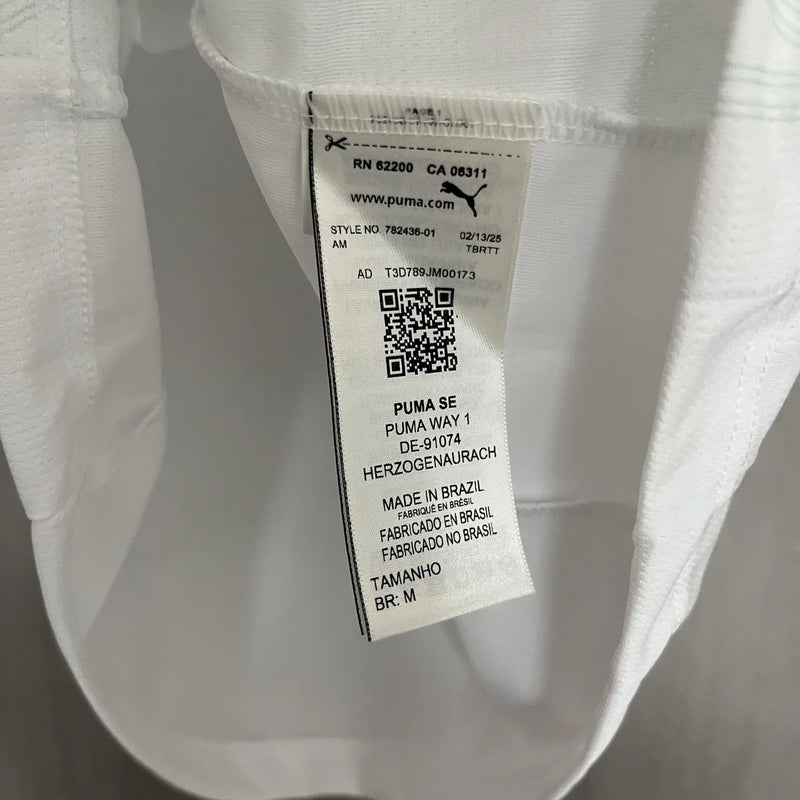 PAGE 1
RN 62200 CA 06311
www.puma.com
STYLE NO. 782436-01 02/13/25
AM TBRTT
AD T3D789JM00173
PUMA SE
PUMA WAY 1
DE-91074
HERZOGENAURACH
MADE IN BRAZIL
FABRIQUÉ EN BRÉSIL
FABRICADO EN BRASIL
FABRICADO NO BRASIL
TAMANHO
BR: M